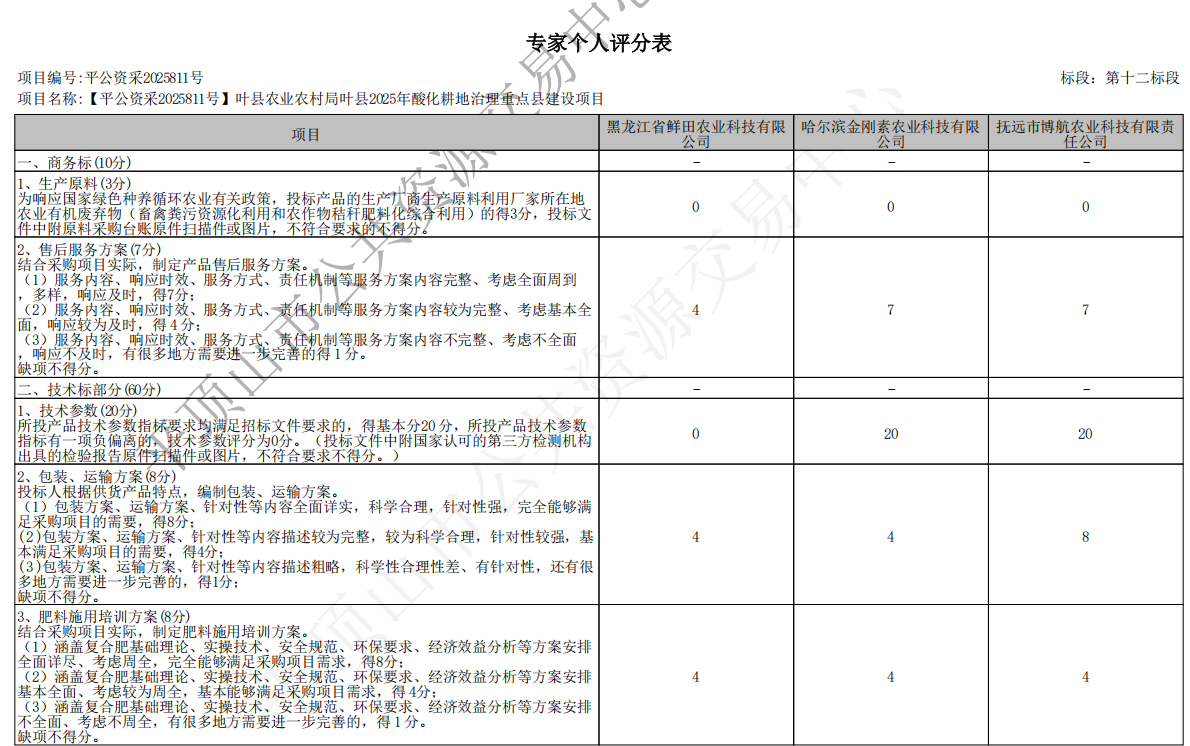 专家个人评分表
项目编号:平公资采2025811号
标段: 第十二标段
项目名称:【平公资采2025811号】叶县农业农村局叶县2025年酸化耕地治理重点县建设项目
项目
黑龙江省鲜田农业科技有限
公司
哈尔滨金刚素农业科技有限
公司
抚远市博航农业科技有限责
任公司
一、商务标(10分)
–
–
–
1、生产原料(3分)
为响应国家绿色种养循环农业有关政策，投标产品的生产厂商生产原料利用厂家所在地
农业有机废弃物（畜禽粪污资源化利用和农作物秸秆肥料化综合利用）的得3分，投标文
件中附原料采购台账原件扫描件或图片，不符合要求的不得分。
0
0
0
2、售后服务方案(7分)
结合采购项目实际，制定产品售后服务方案。
（1）服务内容、响应时效、服务方式、责任机制等服务方案内容完整、考虑全面周到
，多样，响应及时，得7分；
（2）服务内容、响应时效、服务方式、责任机制等服务方案内容较为完整、考虑基本全
面，响应较为及时，得 4 分；
（3）服务内容、响应时效、服务方式、责任机制等服务方案内容不完整、考虑不全面
，响应不及时，有很多地方需要进一步完善的得 1 分。
缺项不得分。
4
7
7
二、技术标部分(60分)
–
–
–
1、技术参数(20分)
所投产品技术参数指标要求均满足招标文件要求的，得基本分20 分，所投产品技术参数
指标有一项负偏离的，技术参数评分为0分。（投标文件中附国家认可的第三方检测机构
出具的检验报告原件扫描件或图片，不符合要求不得分。）
0
20
20
2、包装、运输方案(8分)
投标人根据供货产品特点，编制包装、运输方案。
（1）包装方案、运输方案、针对性等内容全面详实，科学合理，针对性强，完全能够满
足采购项目的需要，得8分；
(2)包装方案、运输方案、针对性等内容描述较为完整，较为科学合理，针对性较强，基
本满足采购项目的需要，得4分；
(3)包装方案、运输方案、针对性等内容描述粗略，科学性合理性差、有针对性，还有很
多地方需要进一步完善的，得1分；
缺项不得分。
4
4
8
3、肥料施用培训方案(8分)
结合采购项目实际，制定肥料施用培训方案。
（1）涵盖复合肥基础理论、实操技术、安全规范、环保要求、经济效益分析等方案安排
全面详尽、考虑周全，完全能够满足采购项目需求，得8分；
（2）涵盖复合肥基础理论、实操技术、安全规范、环保要求、经济效益分析等方案安排
基本全面、考虑较为周全，基本能够满足采购项目需求，得 4分；
（3）涵盖复合肥基础理论、实操技术、安全规范、环保要求、经济效益分析等方案安排
不全面、考虑不周全，有很多地方需要进一步完善的，得 1 分。
缺项不得分。
4
4
4
平顶山市公共资源交易中心
平顶山市公共资源交易中心